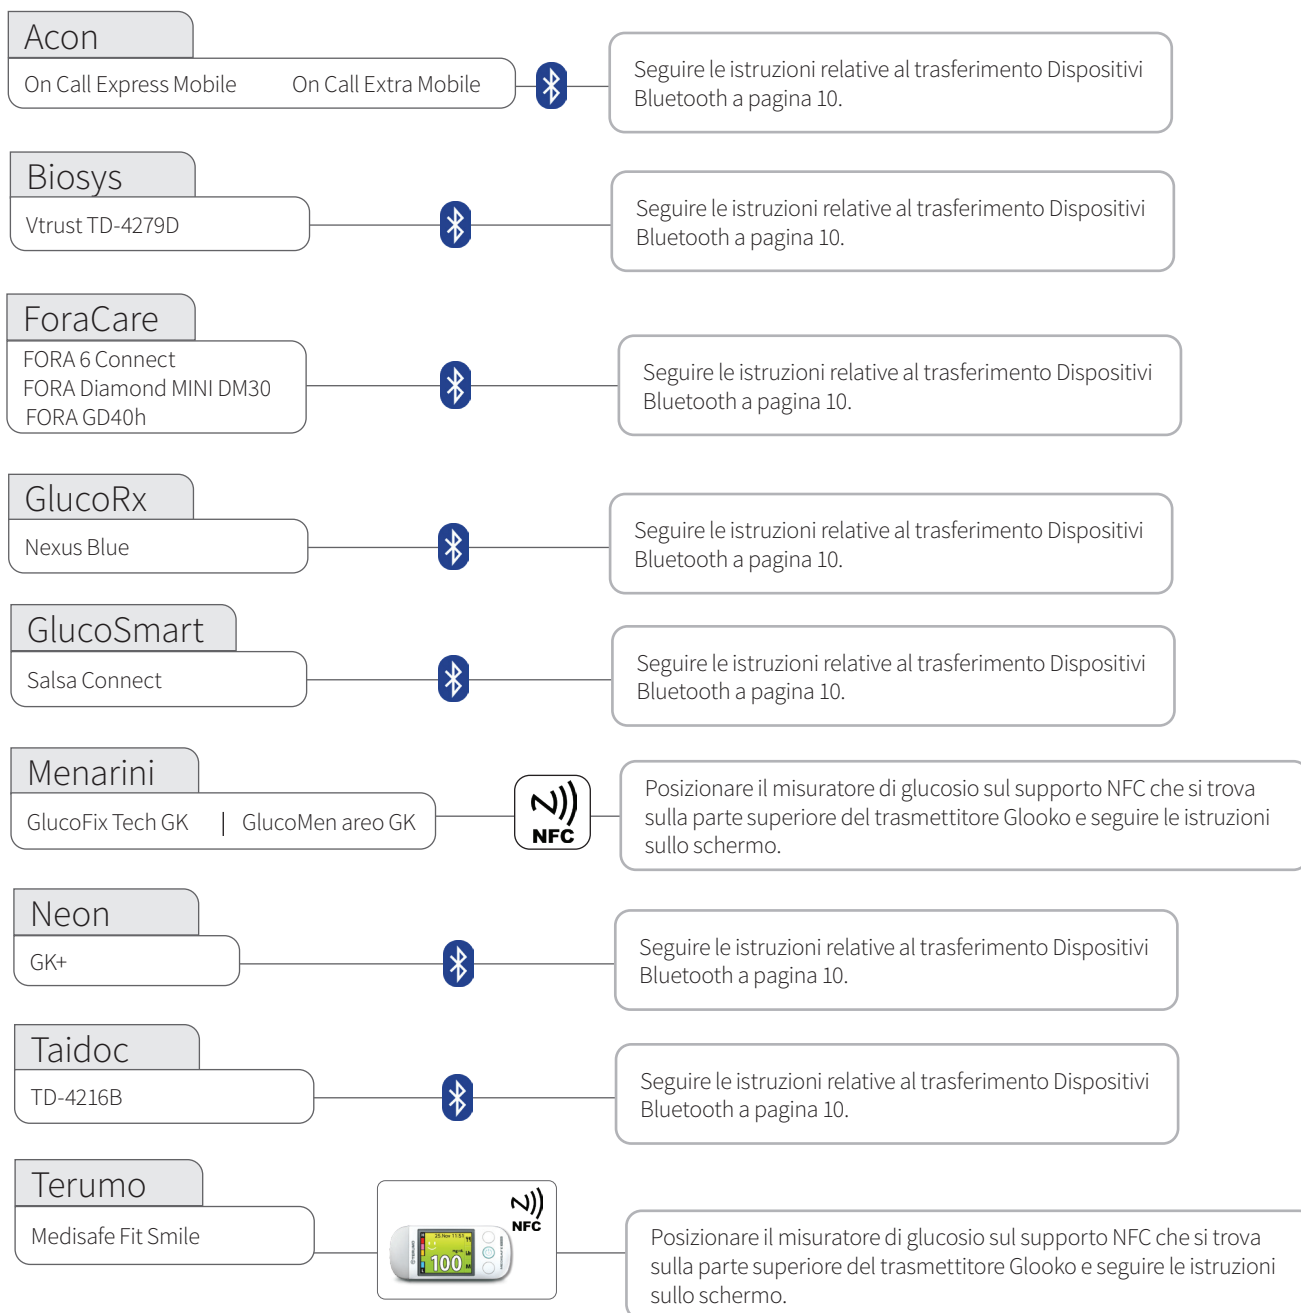 Acon
On Call Express Mobile On Call Extra Mobile
Seguire le istruzioni relative al trasferimento Dispositivi
Bluetooth a pagina 10.
Biosys
Vtrust TD-4279D
Seguire le istruzioni relative al trasferimento Dispositivi
Bluetooth a pagina 10.
ForaCare
FORA 6 Connect
FORA Diamond MINI DM30
FORA GD40h
Seguire le istruzioni relative al trasferimento Dispositivi
Bluetooth a pagina 10.
GlucoRx
Nexus Blue
Seguire le istruzioni relative al trasferimento Dispositivi
Bluetooth a pagina 10.
GlucoSmart
Salsa Connect
Seguire le istruzioni relative al trasferimento Dispositivi
Bluetooth a pagina 10.
Menarini
GlucoFix Tech GK | GlucoMen areo GK
NFC
Posizionare il misuratore di glucosio sul supporto NFC che si trova
sulla parte superiore del trasmettitore Glooko e seguire le istruzioni
sullo schermo.
Neon
GK+
Seguire le istruzioni relative al trasferimento Dispositivi
Bluetooth a pagina 10.
Taidoc
TD-4216B
Seguire le istruzioni relative al trasferimento Dispositivi
Bluetooth a pagina 10.
Terumo
Medisafe Fit Smile
NFC
TERUMO
25 Nov 11:51
100
Posizionare il misuratore di glucosio sul supporto NFC che si trova
sulla parte superiore del trasmettitore Glooko e seguire le istruzioni
sullo schermo.